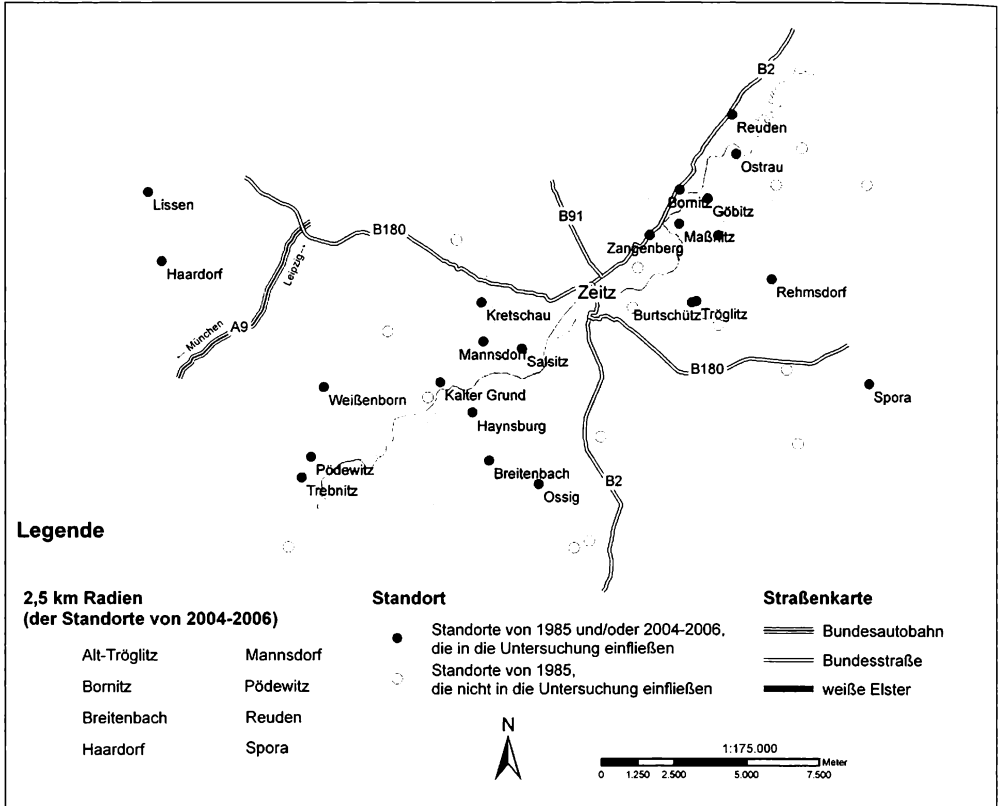 B2
Reuden
Ostrau
Lissen
Bornitz
Göbitz
B91
B180
Maßnitz
Zangenberg
Haardorf
Leipzig→
Zeitz
Rehmsdorf
Kretschau
Burtschütz
Tröglitz
←München
A9
Mannsdorf
Salsitz
B180
Weißenborn
Kalter Grund
Spora
Haynsburg
Pödewitz
Breitenbach
Trebnitz
Ossig
B2
Legende
2,5 km Radien
(der Standorte von 2004-2006)
Alt-Tröglitz
Mannsdorf
Bornitz
Pödewitz
Breitenbach
Reuden
Haardorf
Spora
Standort
Standorte von 1985 und/oder 2004-2006,
die in die Untersuchung einfließen
Standorte von 1985,
die nicht in die Untersuchung einfließen
Straßenkarte
Bundesautobahn
Bundesstraße
weiße Elster
N
1:175.000
Meter
0 1.250 2.500 5.000 7.500